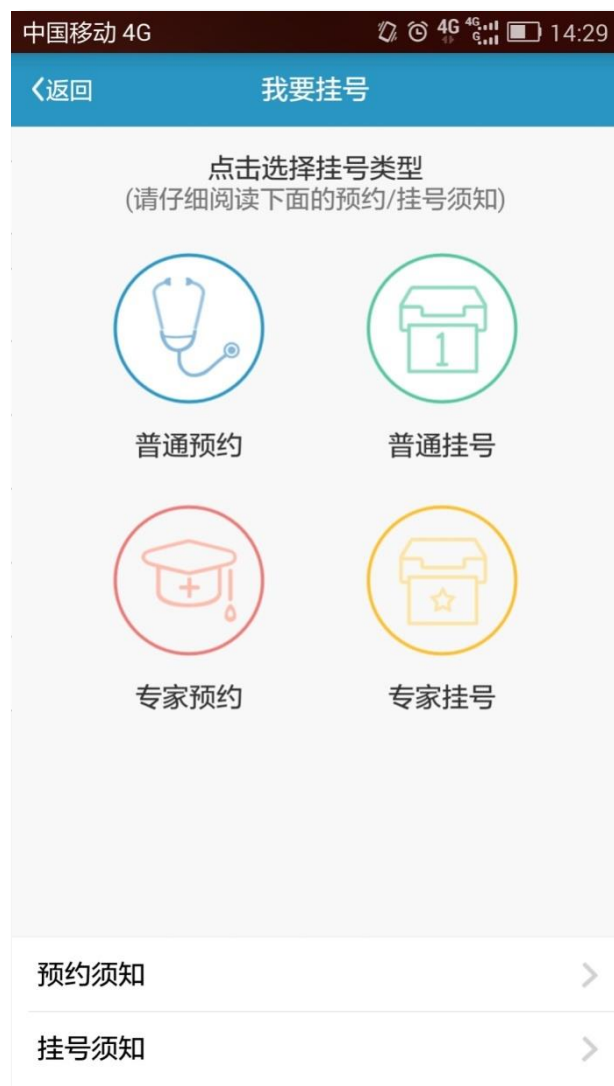 中国移动 4G 4G 4G G 14:29
返回 我要挂号
点击选择挂号类型
(请仔细阅读下面的预约/挂号须知)
1
普通预约 普通挂号
专家预约 专家挂号
预约须知
挂号须知